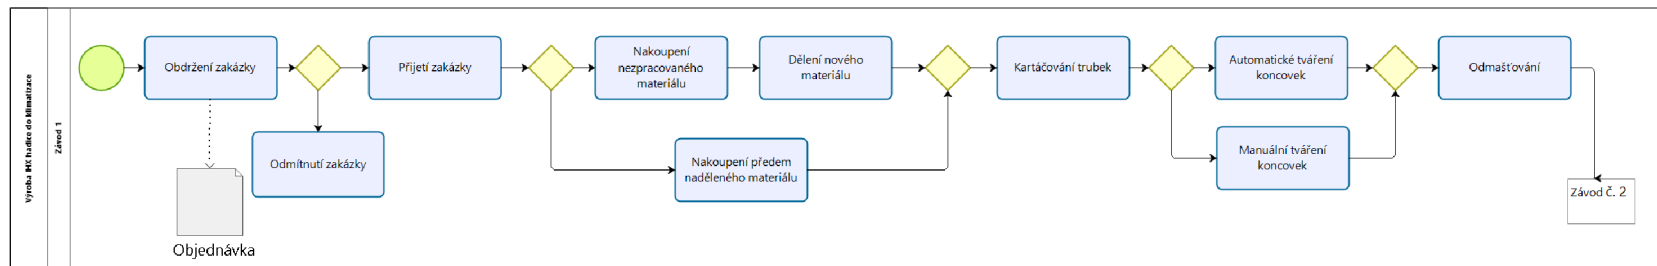 Výroba IHX hadice do klimatizace
Závod 1
Obdržení zakázky
Přijetí zakázky
Nakoupení
nezpracovaného
materiálu
Dělení nového
materiálu
Kartáčování trubek
Automatické tváření
koncovek
Odmašťování
Odmítnutí zakázky
Nakoupení předem
naděleného materiálu
Manuální tváření
koncovek
Závod č. 2
Objednávka